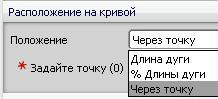 Расположение на кривой
Положение Через точку
Длина дуги
* Задайте точку (0) % Длины дуги
Через точку